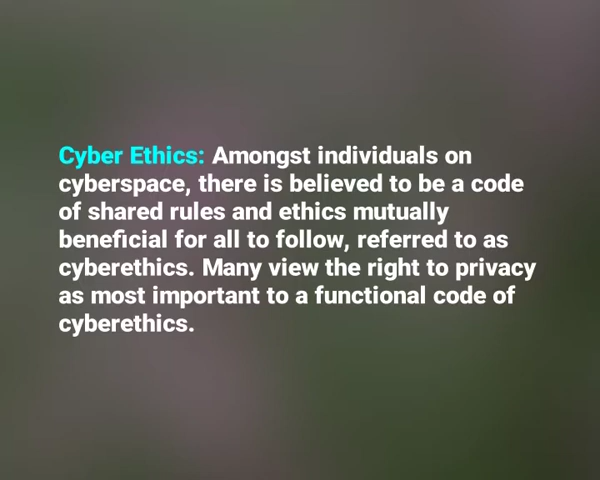 Cyber Ethics: Amongst individuals on
cyberspace, there is believed to be a code
of shared rules and ethics mutually
beneficial for all to follow, referred to as
cyberethics. Many view the right to privacy
as most important to a functional code of
cyberethics.